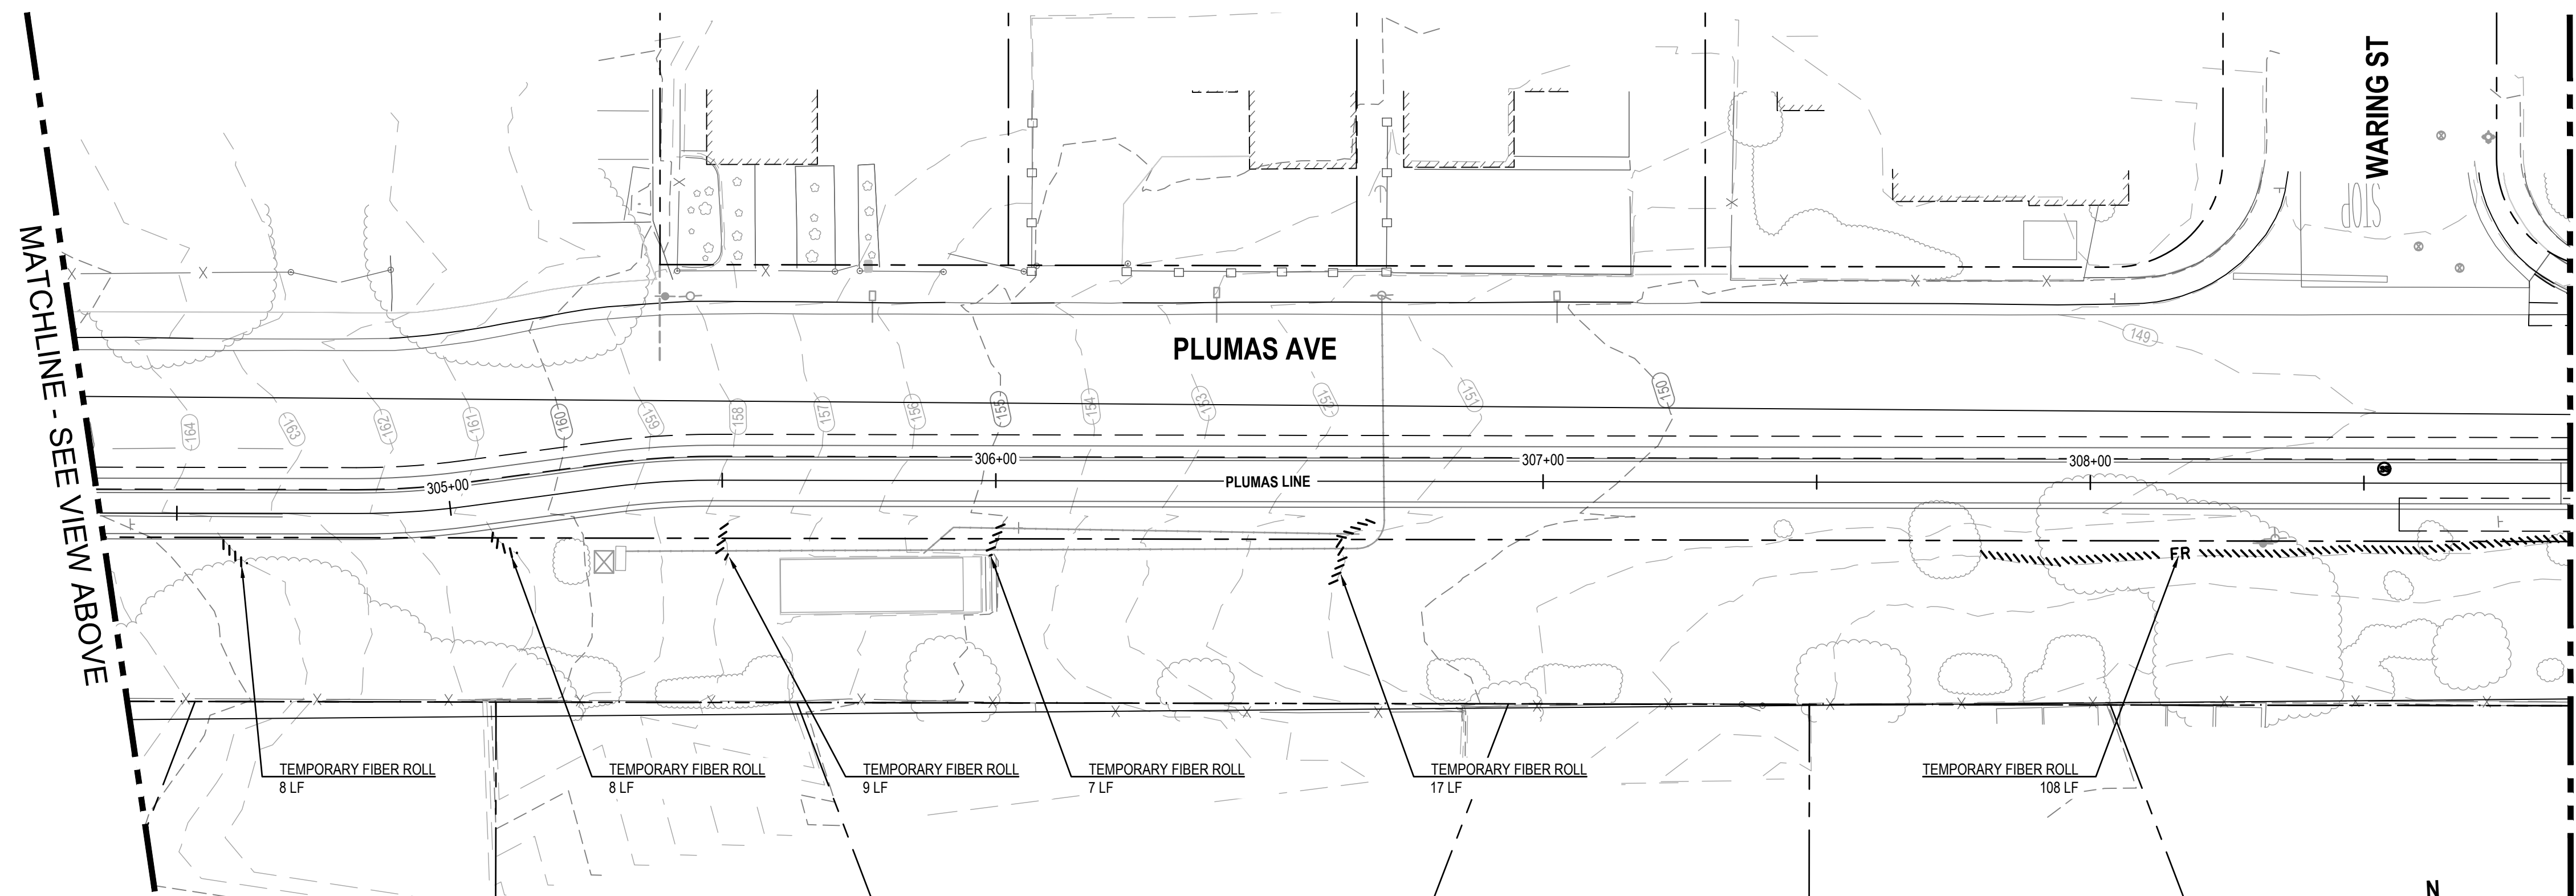 WARING ST
STOP
MATCHLINE - SEE VIEW ABOVE
PLUMAS AVE
149
164
163
162
161
160
159
158
157
156
155
154
153
152
151
150
305+00
306+00
307+00
308+00
PLUMAS LINE
FR
TEMPORARY FIBER ROLL
8 LF
TEMPORARY FIBER ROLL
8 LF
TEMPORARY FIBER ROLL
9 LF
TEMPORARY FIBER ROLL
7 LF
TEMPORARY FIBER ROLL
17 LF
TEMPORARY FIBER ROLL
108 LF
N